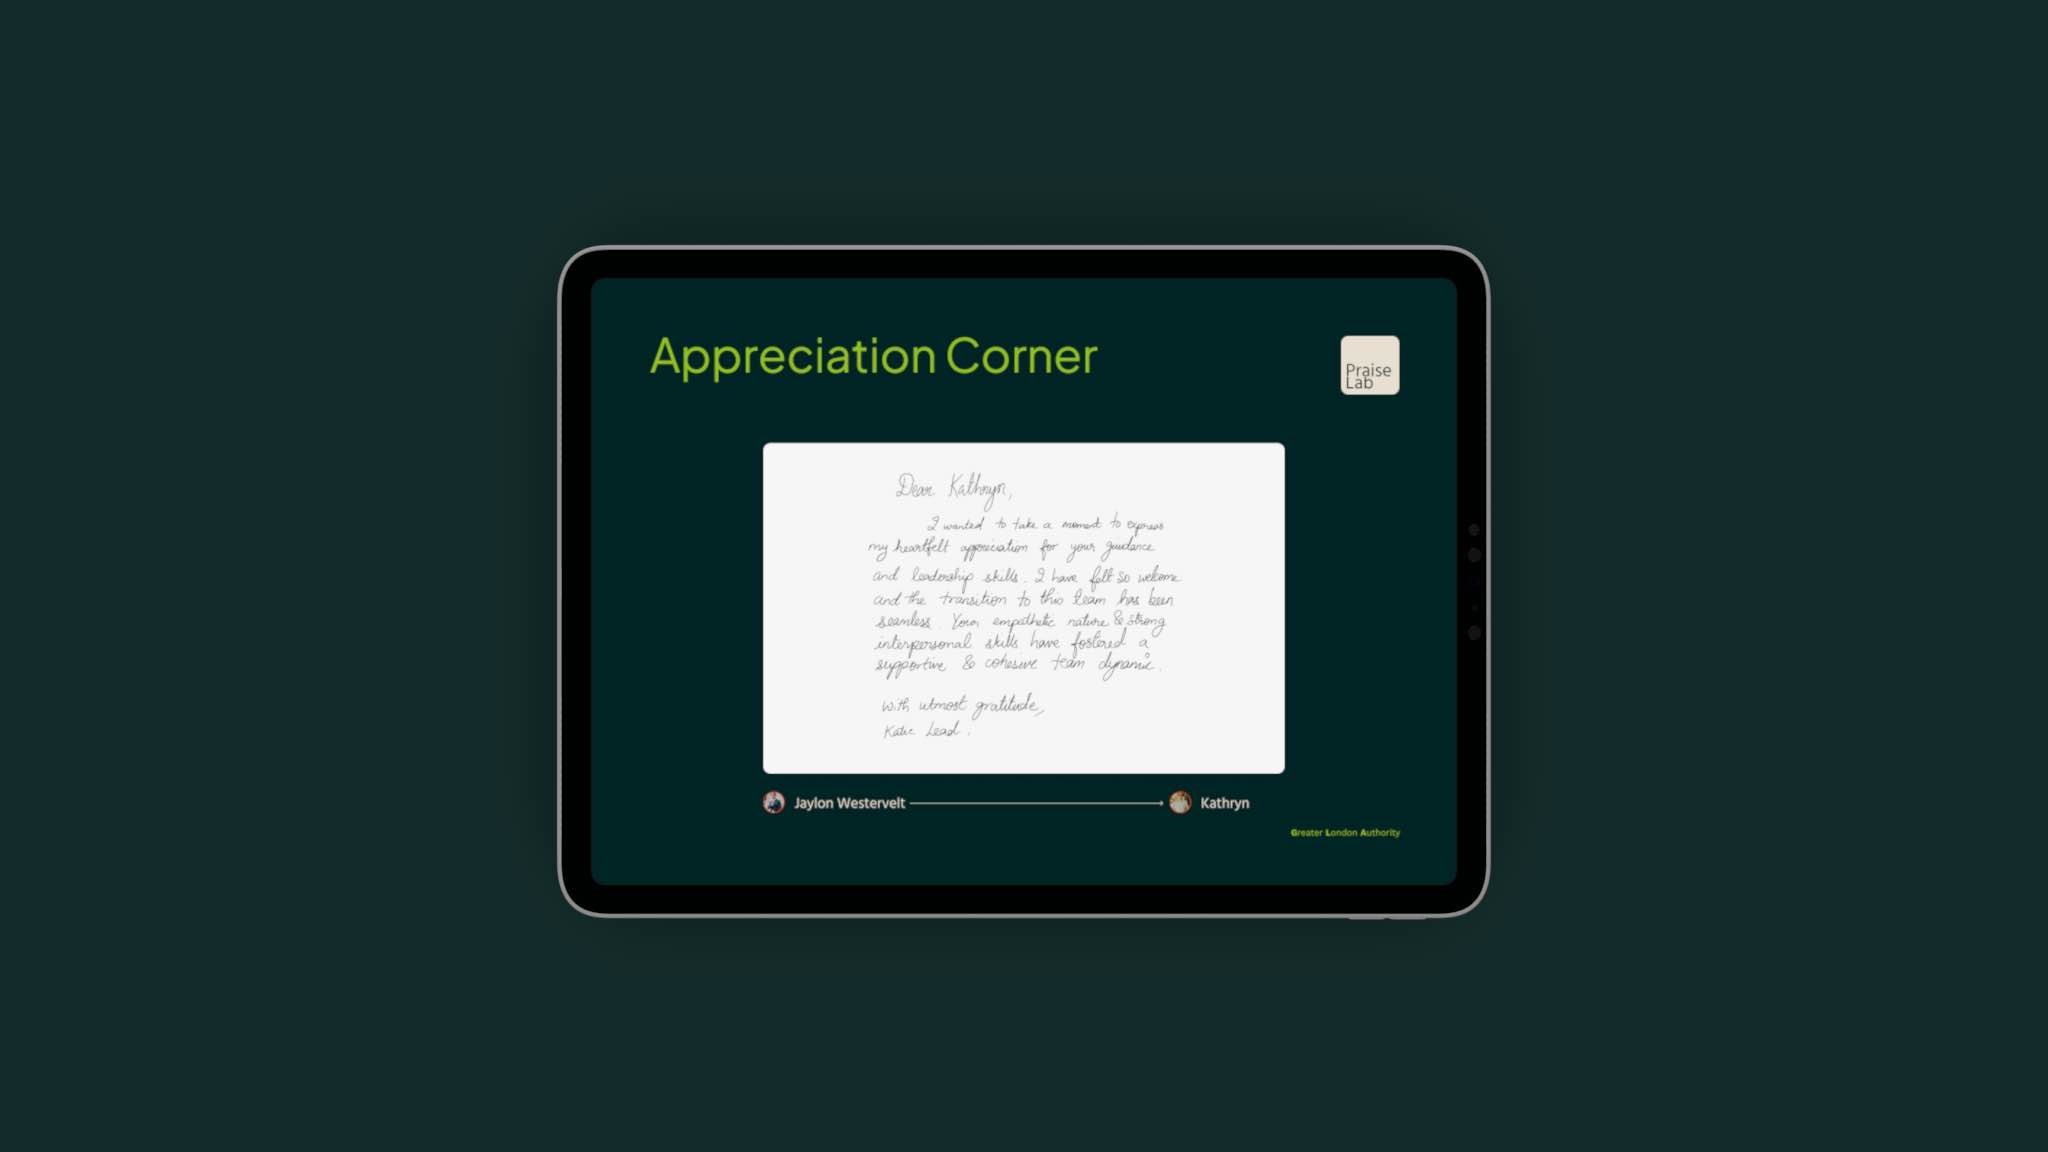 Appreciation Corner
Praise
Lab
Dear Kathryn,
I wanted to take a moment to express
my heartfelt appreciation for your guidance
and leadership skills. I have felt so welcome
and the transition to this team has been
seamless. Your empathetic nature & strong
interpersonal skills have fostered a
supportive & cohesive team dynamic.
With utmost gratitude,
Katie Lead.
Jaylon Westervelt
Kathryn
Greater London Authority